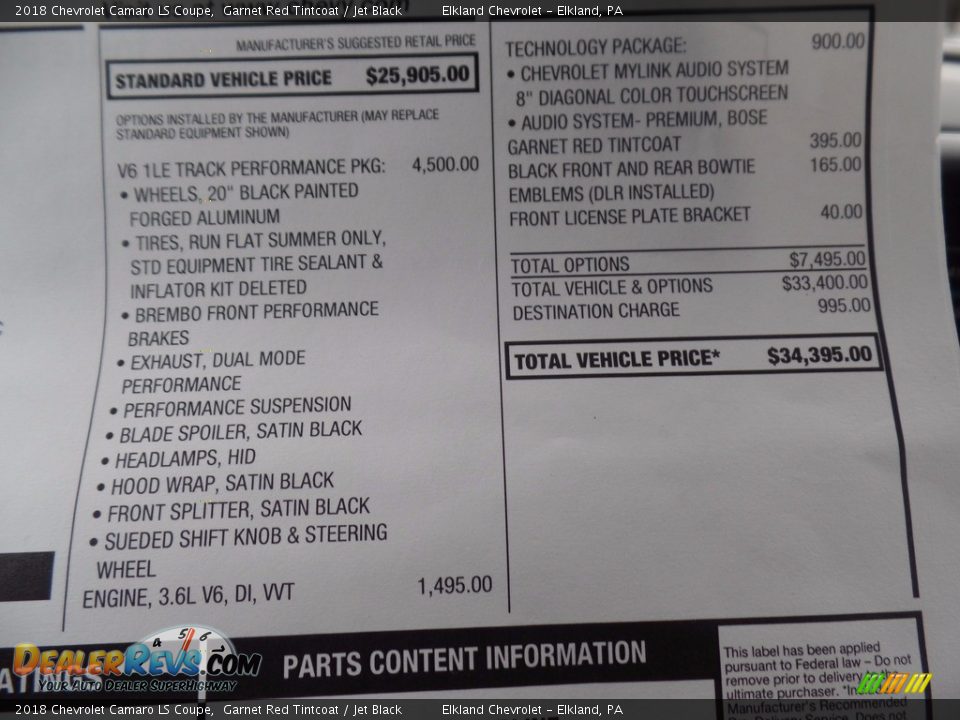 2018 Chevrolet Camaro LS Coupe, Garnet Red Tintcoat / Jet Black Elkland Chevrolet – Elkland, PA
MANUFACTURER'S SUGGESTED RETAIL PRICE
STANDARD VEHICLE PRICE $25,905.00
OPTIONS INSTALLED BY THE MANUFACTURER (MAY REPLACE
STANDARD EQUIPMENT SHOWN)
V6 1LE TRACK PERFORMANCE PKG: 4,500.00
• WHEELS, 20" BLACK PAINTED
FORGED ALUMINUM
• TIRES, RUN FLAT SUMMER ONLY,
STD EQUIPMENT TIRE SEALANT &
INFLATOR KIT DELETED
• BREMBO FRONT PERFORMANCE
BRAKES
• EXHAUST, DUAL MODE
PERFORMANCE
• PERFORMANCE SUSPENSION
• BLADE SPOILER, SATIN BLACK
• HEADLAMPS, HID
• HOOD WRAP, SATIN BLACK
• FRONT SPLITTER, SATIN BLACK
• SUEDED SHIFT KNOB & STEERING
WHEEL
ENGINE, 3.6L V6, DI, VVT 1,495.00
TECHNOLOGY PACKAGE: 900.00
• CHEVROLET MYLINK AUDIO SYSTEM
8" DIAGONAL COLOR TOUCHSCREEN
• AUDIO SYSTEM- PREMIUM, BOSE
GARNET RED TINTCOAT 395.00
BLACK FRONT AND REAR BOWTIE 165.00
EMBLEMS (DLR INSTALLED)
FRONT LICENSE PLATE BRACKET 40.00
TOTAL OPTIONS $7,495.00
TOTAL VEHICLE & OPTIONS $33,400.00
DESTINATION CHARGE 995.00
TOTAL VEHICLE PRICE* $34,395.00
PARTS CONTENT INFORMATION
This label has been applied
pursuant to Federal law – Do not
remove prior to delivery to the
ultimate purchaser.
Manufacturer's Recommended
ATINGS
4 5 6
DEALERREVS.COM
YOUR AUTO DEALER SUPERHIGHWAY
2018 Chevrolet Camaro LS Coupe, Garnet Red Tintcoat / Jet Black Elkland Chevrolet – Elkland, PA